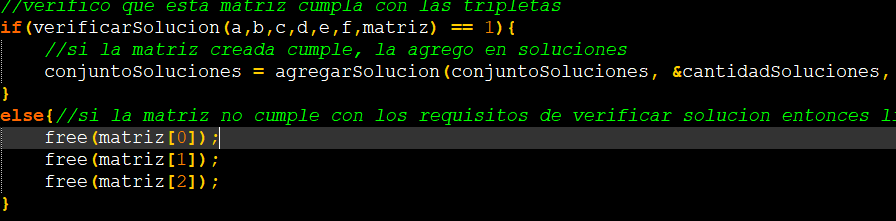 //verifico que esta matriz cumpla con las tripletas
if(verificarSolucion(a,b,c,d,e,f,matriz) == 1){
//si la matriz creada cumple, la agrego en soluciones
conjuntoSoluciones = agregarSolucion(conjuntoSoluciones, &cantidadSoluciones,
}
else{//si la matriz no cumple con los requisitos de verificar solucion entonces
free(matriz[0]);
free(matriz[1]);
free(matriz[2]);
}